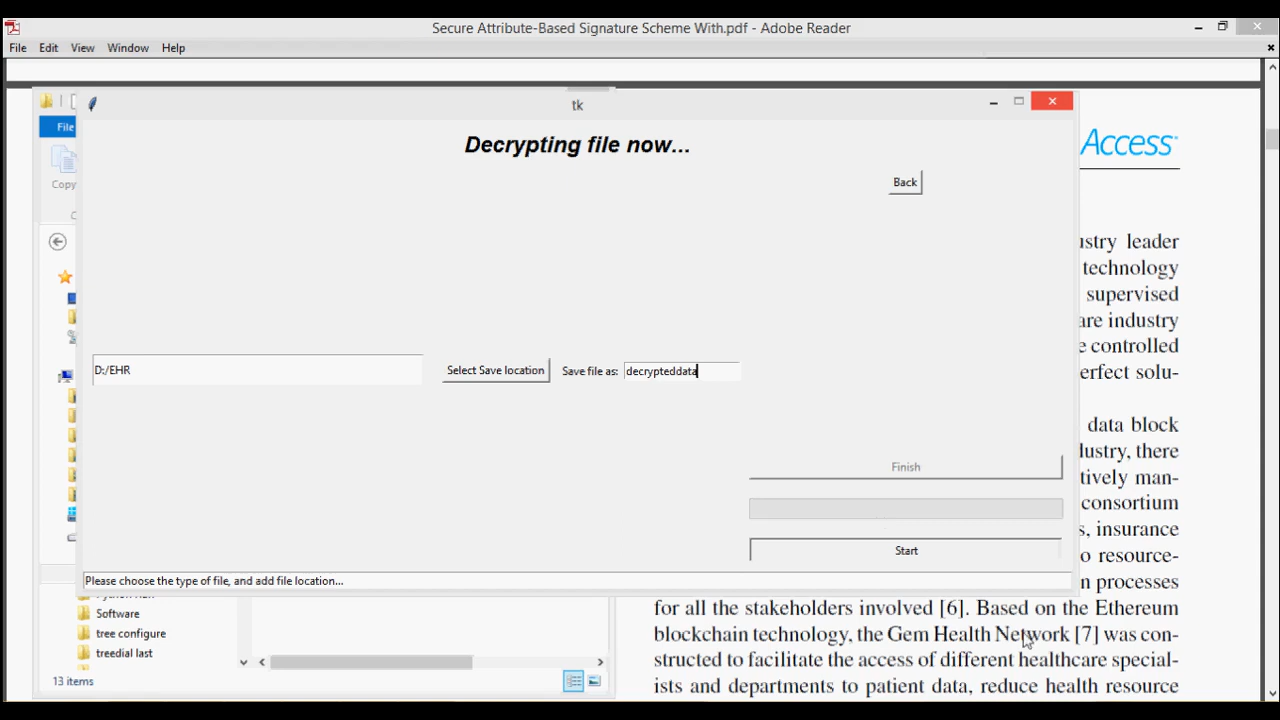 Secure Attribute-Based Signature Scheme With.pdf - Adobe Reader
File Edit View Window Help
tk
File
Copy
Decrypting file now...
Back
D:/EHR
Select Save location
Save file as:
decrypteddata
Finish
Start
Please choose the type of file, and add file location...
Software
tree configure
treedial last
13 items
Access
ustry leader
technology
supervised
are industry
e controlled
erfect solu-
data block
dustry, there
tively man-
consortium
s, insurance
o resource-
n processes
for all the stakeholders involved [6]. Based on the Ethereum
blockchain technology, the Gem Health Network [7] was con-
structed to facilitate the access of different healthcare special-
ists and departments to patient data, reduce health resource